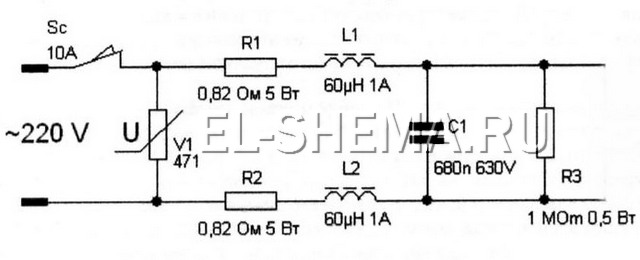 Sc
10A
R1
L1
0,82 Ом 5 Вт
60µH 1A
~220 V
U
V1
471
C1
680n 630V
EL-SHEMA.RU
R2
L2
R3
0,82 Ом 5 Вт
60µH 1A
1 МОm 0,5 Вт